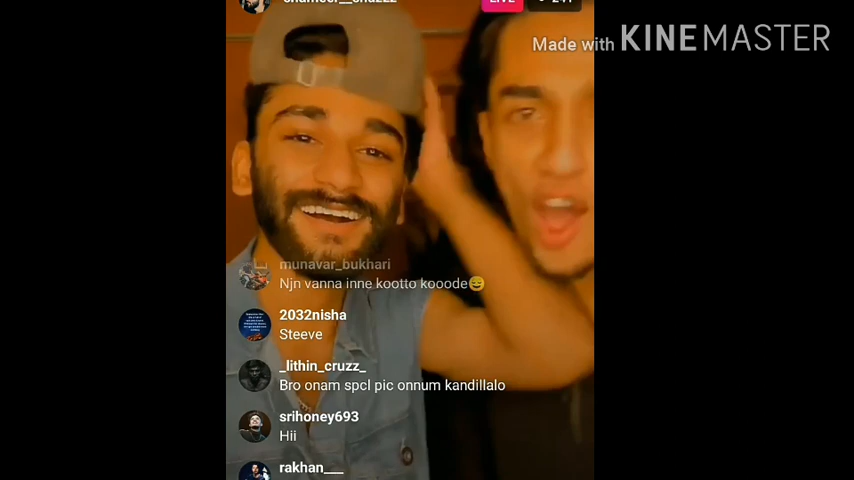 LIVE
Made with KINEMASTER
munavar_bukhari
Njn vanna inne kootto kooode😅
2032nisha
Steeve
_lithin_cruzz_
Bro onam spcl pic onnum kandillalo
srihoney693
Hii
rakhan___